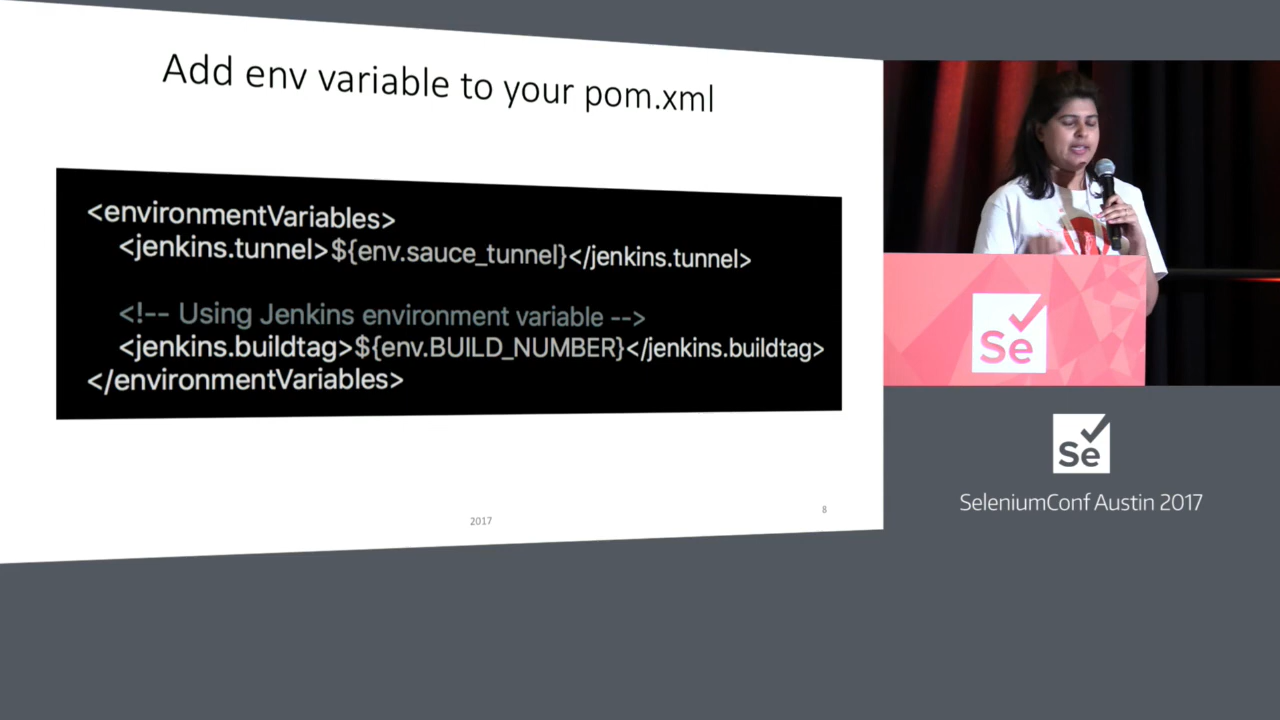 Add env variable to your pom.xml
<environmentVariables>
<jenkins.tunnel>${env.sauce_tunnel}</jenkins.tunnel>
<!-- Using Jenkins environment variable -->
<jenkins.buildtag>${env.BUILD_NUMBER}</jenkins.buildtag>
</environmentVariables>
2017
8
Se
Se
SeleniumConf Austin 2017